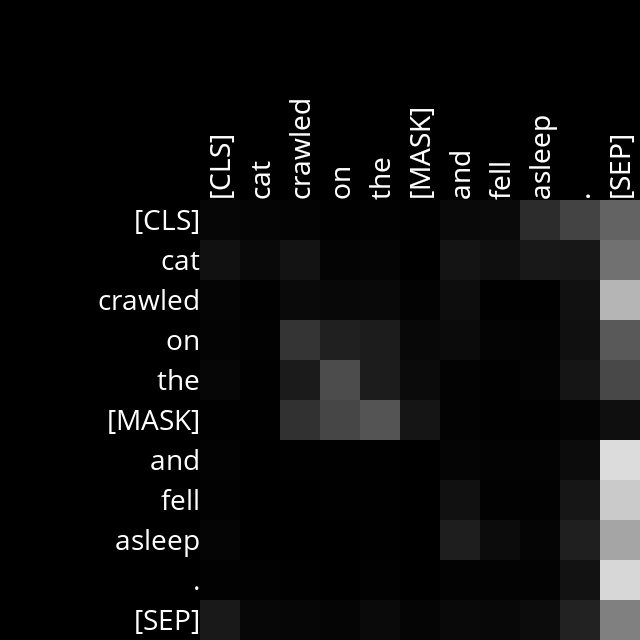 [CLS] cat crawled on the [MASK] and fell asleep . [SEP]
[CLS]
cat
crawled
on
the
[MASK]
and
fell
asleep
.
[SEP]